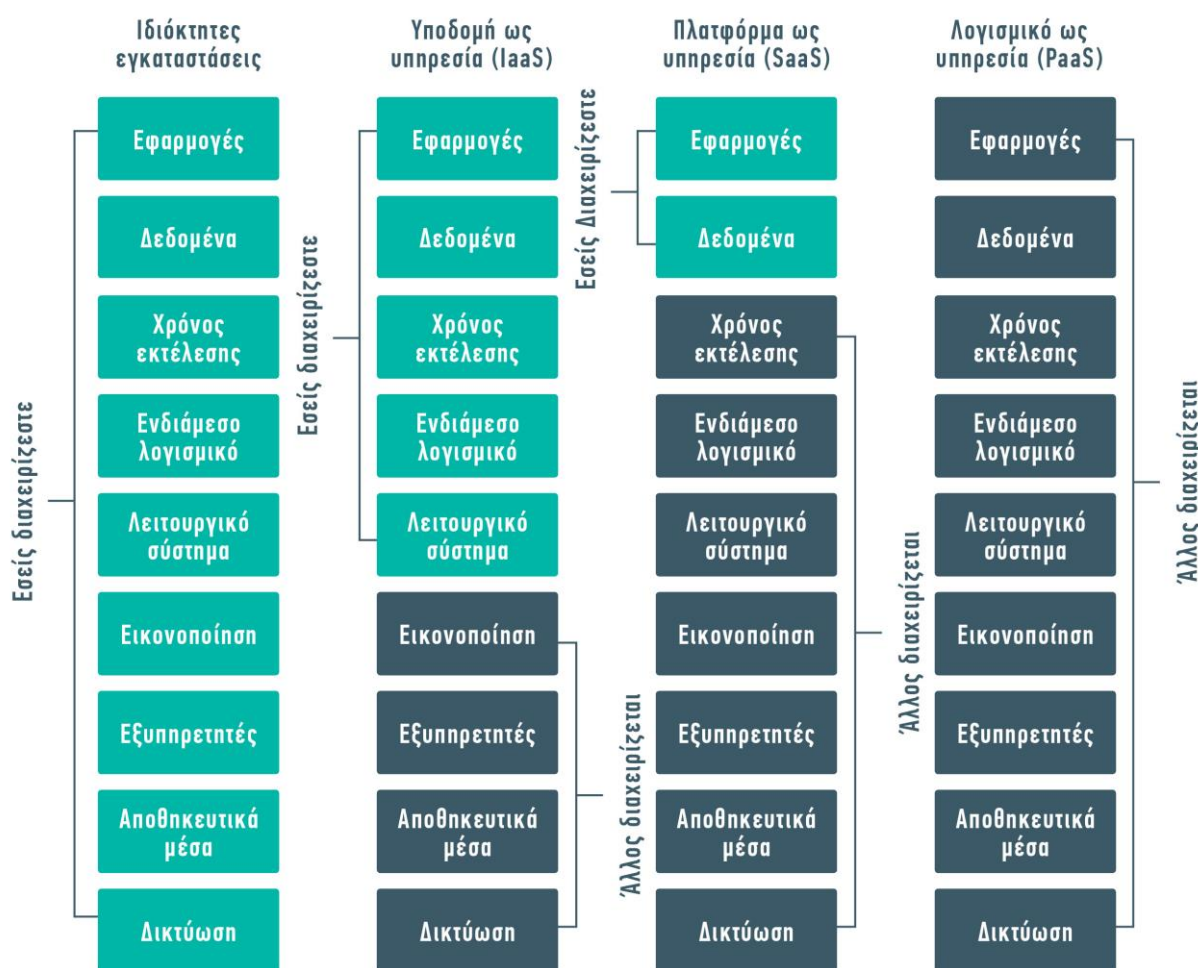 Ιδιόκτητες
εγκαταστάσεις
Εσείς διαχειρίζεστε
Εφαρμογές
Δεδομένα
Χρόνος
εκτέλεσης
Ενδιάμεσο
λογισμικό
Λειτουργικό
σύστημα
Εικονοποίηση
Εξυπηρετητές
Αποθηκευτικά
μέσα
Δικτύωση
Υποδομή ως
υπηρεσία (IaaS)
Εσείς διαχειρίζεστε
Εφαρμογές
Δεδομένα
Χρόνος
εκτέλεσης
Ενδιάμεσο
λογισμικό
Λειτουργικό
σύστημα
Εικονοποίηση
Εξυπηρετητές
Αποθηκευτικά
μέσα
Δικτύωση
Άλλος διαχειρίζεται
Πλατφόρμα ως
υπηρεσία (SaaS)
Εσείς Διαχειρίζεστε
Εφαρμογές
Δεδομένα
Χρόνος
εκτέλεσης
Ενδιάμεσο
λογισμικό
Λειτουργικό
σύστημα
Εικονοποίηση
Εξυπηρετητές
Αποθηκευτικά
μέσα
Δικτύωση
Άλλος διαχειρίζεται
Λογισμικό ως
υπηρεσία (PaaS)
Εφαρμογές
Δεδομένα
Χρόνος
εκτέλεσης
Ενδιάμεσο
λογισμικό
Λειτουργικό
σύστημα
Εικονοποίηση
Εξυπηρετητές
Αποθηκευτικά
μέσα
Δικτύωση
Άλλος διαχειρίζεται